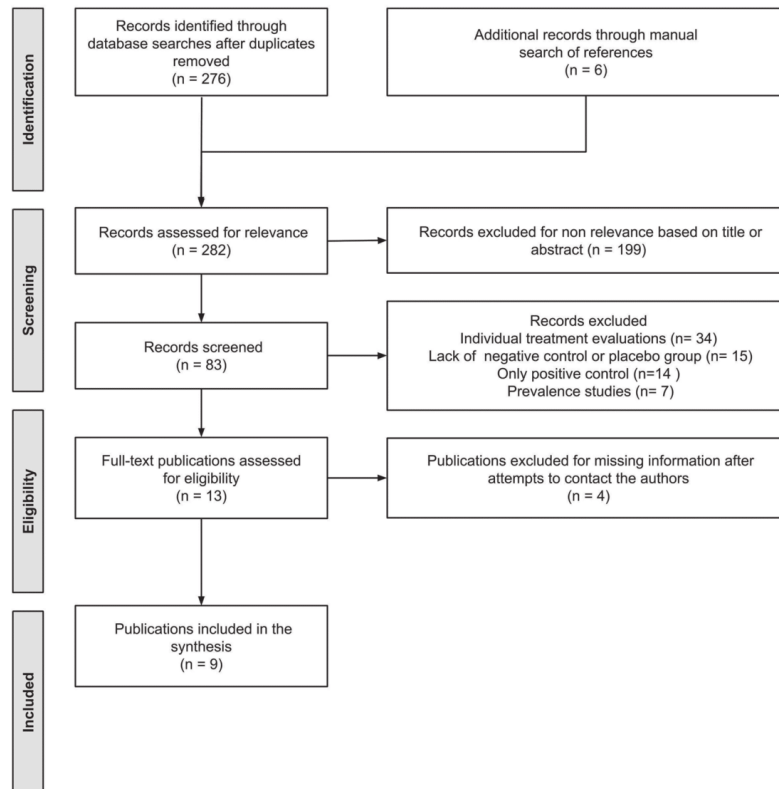 Identification
Records identified through
database searches after duplicates
removed
(n = 276)
Additional records through manual
search of references
(n = 6)
Screening
Records assessed for relevance
(n = 282)
Records excluded for non relevance based on title or
abstract (n = 199)
Records screened
(n = 83)
Records excluded
Individual treatment evaluations (n= 34)
Lack of negative control or placebo group (n= 15)
Only positive control (n=14 )
Prevalence studies (n= 7)
Eligibility
Full-text publications assessed
for eligibility
(n = 13)
Publications excluded for missing information after
attempts to contact the authors
(n = 4)
Included
Publications included in the
synthesis
(n = 9)